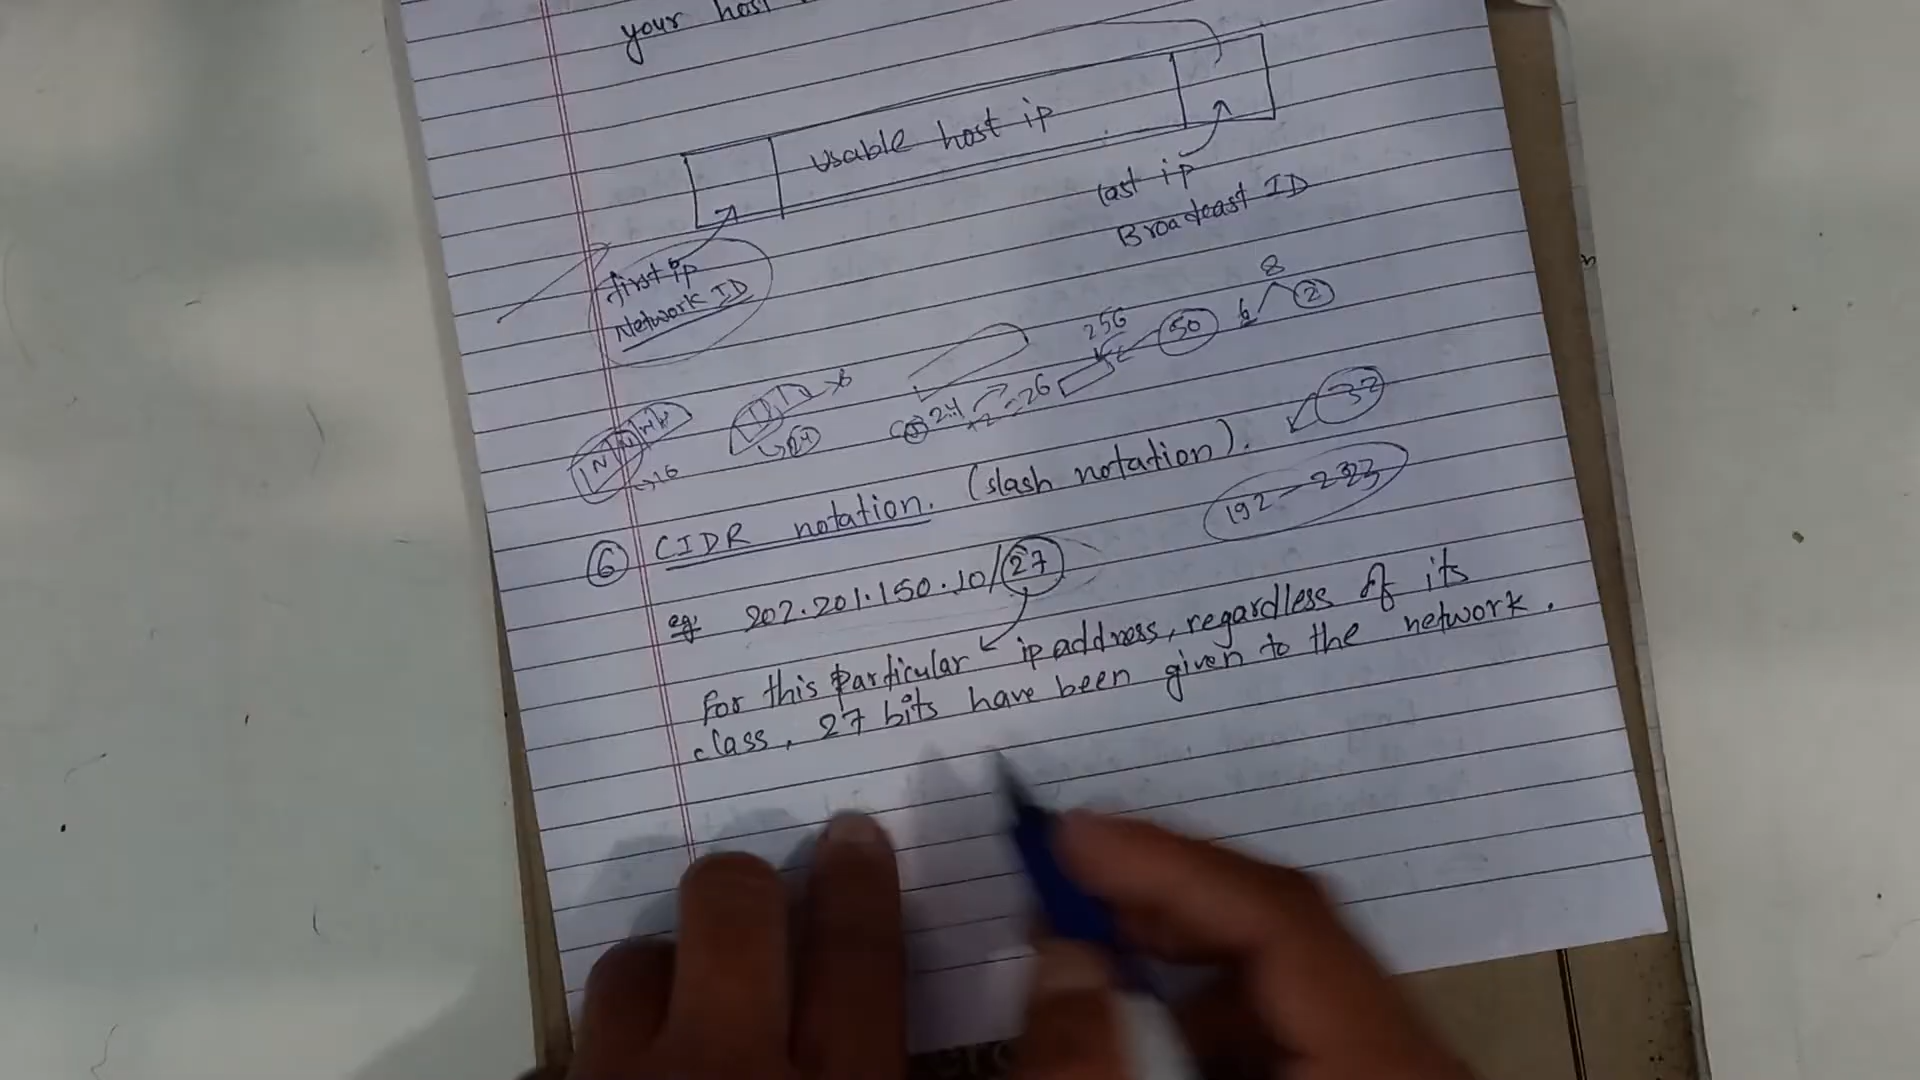 your host
usable host ip
last ip
Broadcast ID
first ip
Network ID
8
6 2
256
50
24
26
16
32
192 - 223
6 CIDR notation. (slash notation).
eg: 202.201.150.10/27
For this particular ip address, regardless of its
class, 27 bits have been given to the network.